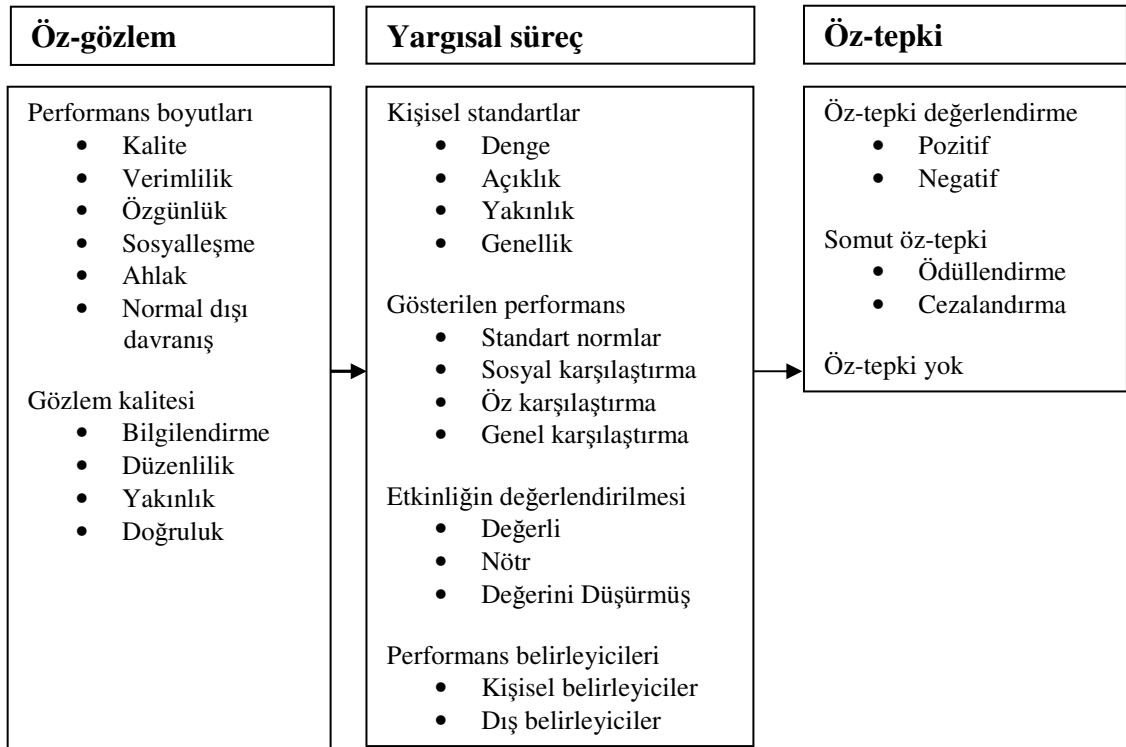 Öz-gözlem
Performans boyutları
• Kalite
• Verimlilik
• Özgünlük
• Sosyalleşme
• Ahlak
• Normal dışı
davranış
Gözlem kalitesi
• Bilgilendirme
• Düzenlilik
• Yakınlık
• Doğruluk
Yargısal süreç
Kişisel standartlar
• Denge
• Açıklık
• Yakınlık
• Genellik
Gösterilen performans
• Standart normlar
• Sosyal karşılaştırma
• Öz karşılaştırma
• Genel karşılaştırma
Etkinliğin değerlendirilmesi
• Değerli
• Nötr
• Değerini Düşürmüş
Performans belirleyicileri
• Kişisel belirleyiciler
• Dış belirleyiciler
Öz-tepki
Öz-tepki değerlendirme
• Pozitif
• Negatif
Somut öz-tepki
• Ödüllendirme
• Cezalandırma
Öz-tepki yok